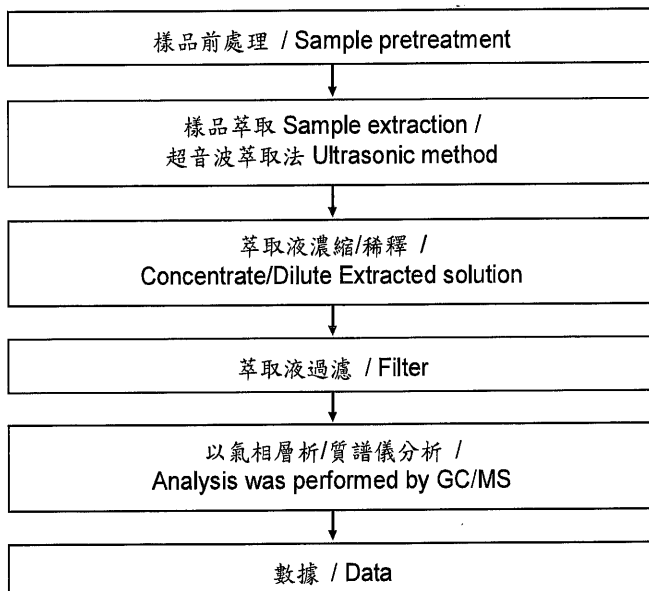 樣品前處理 / Sample pretreatment
樣品萃取 Sample extraction /
超音波萃取法 Ultrasonic method
萃取液濃縮/稀釋 /
Concentrate/Dilute Extracted solution
萃取液過濾 / Filter
以氣相層析/質譜儀分析 /
Analysis was performed by GC/MS
數據 / Data